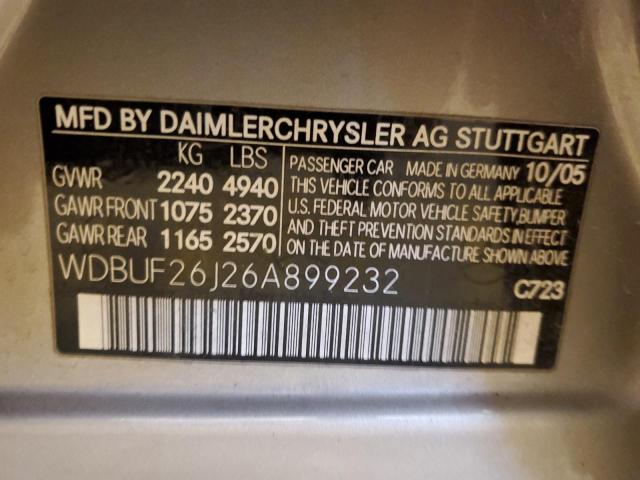 MFD BY DAIMLERCHRYSLER AG STUTTGART
KG LBS
GVWR 2240 4940
GAWR FRONT 1075 2370
GAWR REAR 1165 2570
PASSENGER CAR MADE IN GERMANY 10/05
THIS VEHICLE CONFORMS TO ALL APPLICABLE
U.S. FEDERAL MOTOR VEHICLE SAFETY, BUMPER
AND THEFT PREVENTION STANDARDS IN EFFECT
ON THE DATE OF MANUFACTURE SHOWN ABOVE.
WDBUF26J26A899232
C723